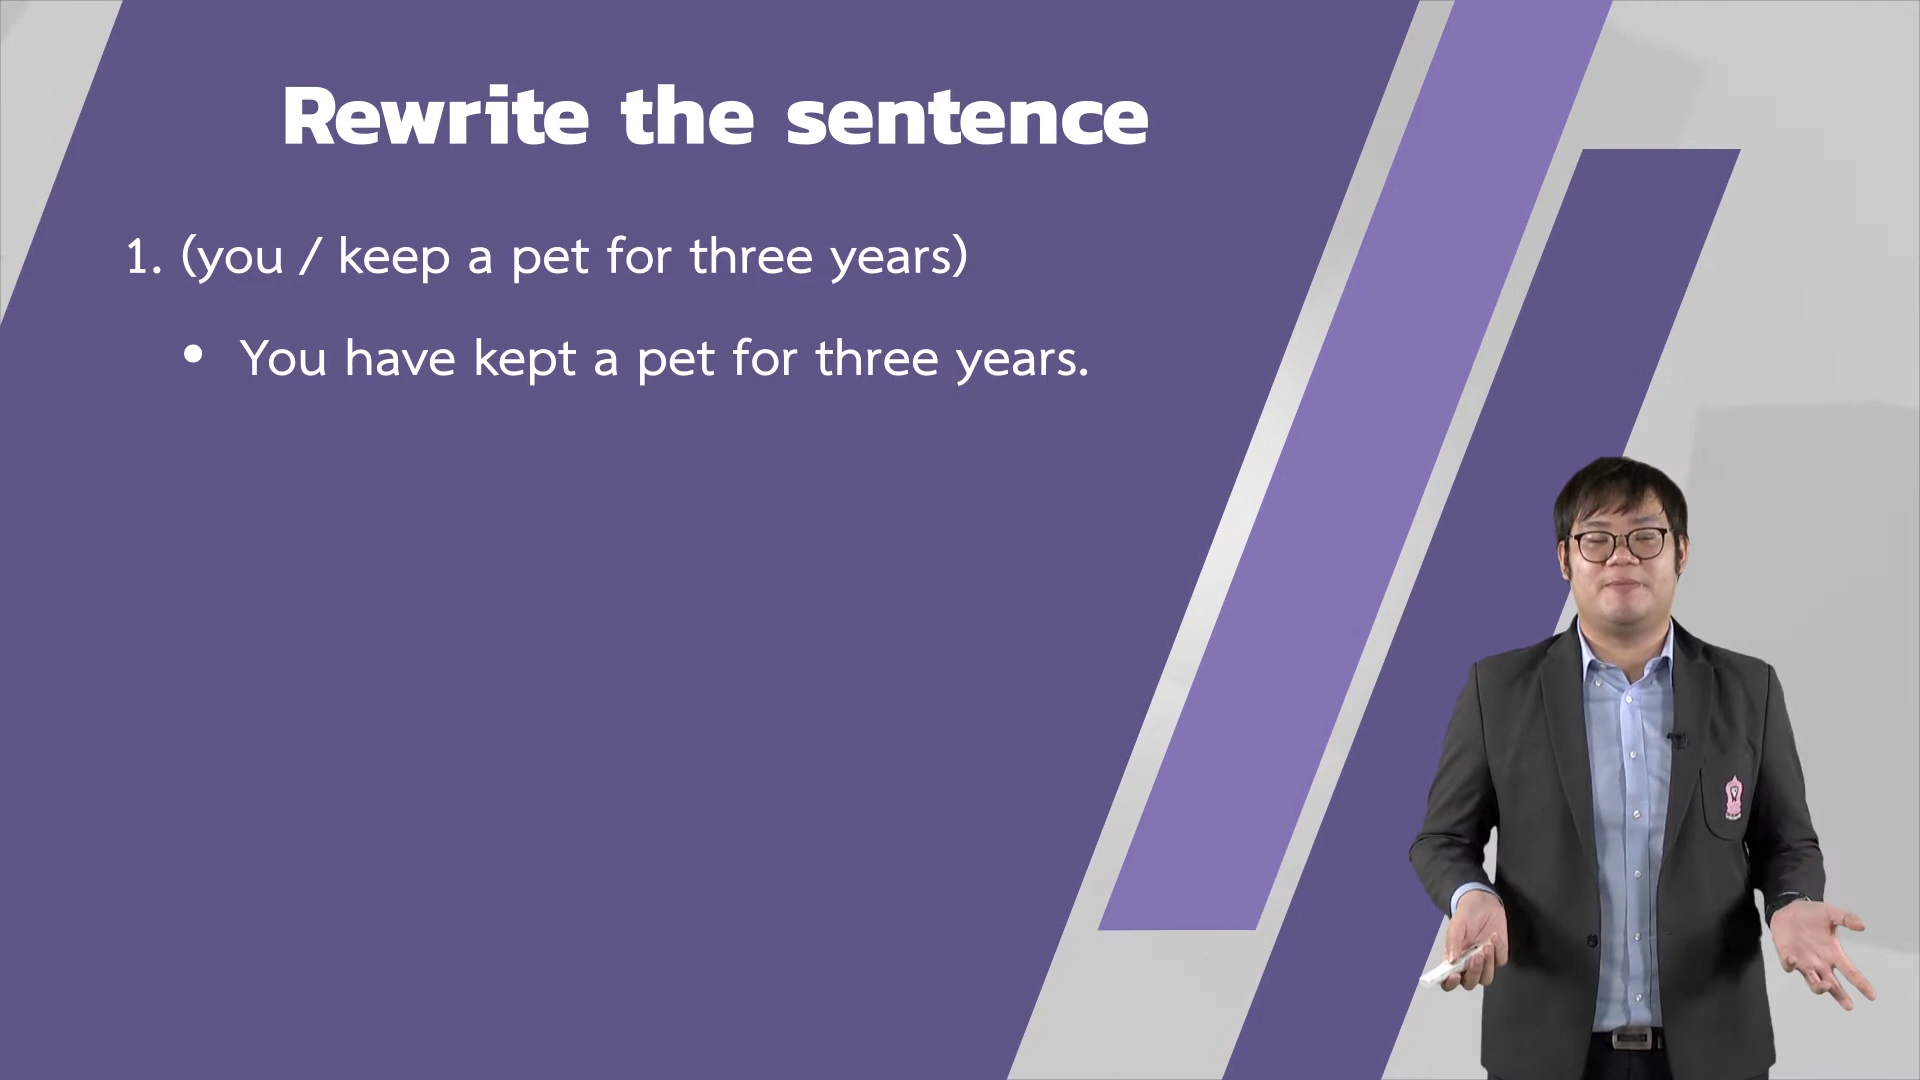 Rewrite the sentence
1. (you / keep a pet for three years)
• You have kept a pet for three years.